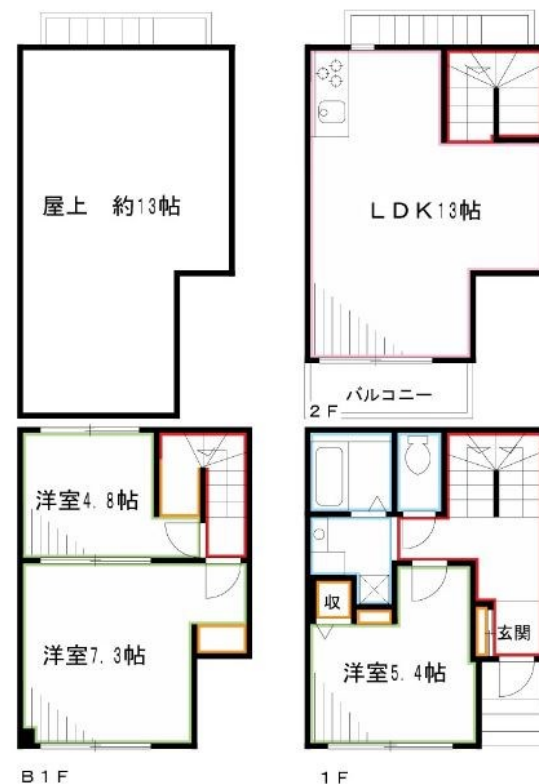 屋上 約13帖
LDK13帖
バルコニー
2F
洋室4.8帖
洋室7.3帖
B1F
収
玄関
洋室5.4帖
1F